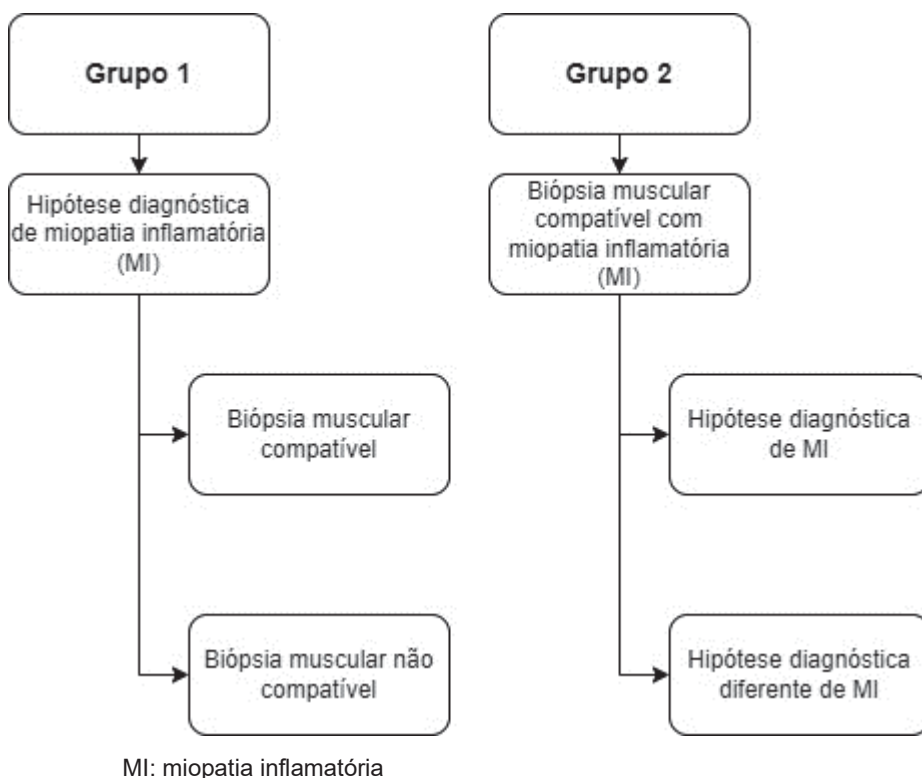 Grupo 1
Hipótese diagnóstica
de miopatia inflamatória
(MI)
Biópsia muscular
compatível
Biópsia muscular não
compatível
Grupo 2
Biópsia muscular
compatível com
miopatia inflamatória
(MI)
Hipótese diagnóstica
de MI
Hipótese diagnóstica
diferente de MI
MI: miopatia inflamatória